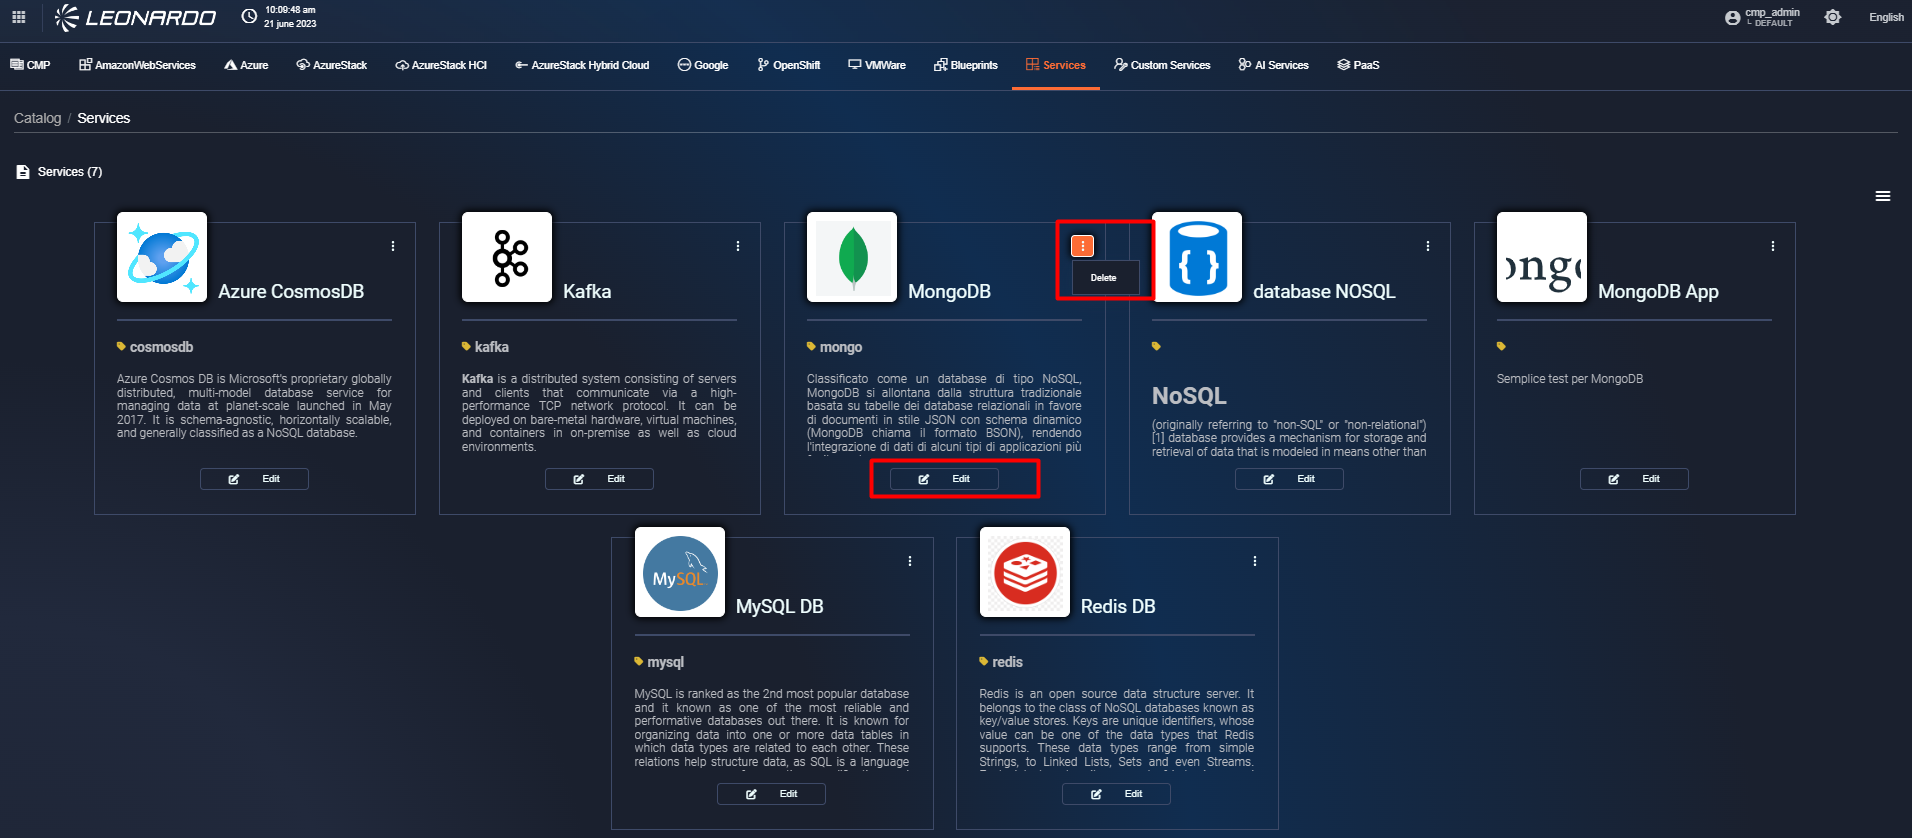 LEONARDO
10:09:48 am
21 june 2023
cmp_admin
└ DEFAULT
English
CMP
AmazonWebServices
Azure
AzureStack
AzureStack HCI
AzureStack Hybrid Cloud
Google
OpenShift
VMWare
Blueprints
Services
Custom Services
AI Services
PaaS
Catalog / Services
Services (7)
Azure CosmosDB
cosmosdb
Azure Cosmos DB is Microsoft's proprietary globally
distributed, multi-model database service for
managing data at planet-scale launched in May
2017. It is schema-agnostic, horizontally scalable,
and generally classified as a NoSQL database.
Edit
Kafka
kafka
Kafka is a distributed system consisting of servers
and clients that communicate via a high-
performance TCP network protocol. It can be
deployed on bare-metal hardware, virtual machines,
and containers in on-premise as well as cloud
environments.
Edit
MongoDB
Delete
mongo
Classificato come un database di tipo NoSQL,
MongoDB si allontana dalla struttura tradizionale
basata su tabelle dei database relazionali in favore
di documenti in stile JSON con schema dinamico
(MongoDB chiama il formato BSON), rendendo
l'integrazione di dati di alcuni tipi di applicazioni più
Edit
{ }
database NOSQL
NoSQL
(originally referring to "non-SQL" or "non-relational")
[1] database provides a mechanism for storage and
retrieval of data that is modeled in means other than
Edit
ongo
MongoDB App
Semplice test per MongoDB
Edit
MySQL
MySQL DB
mysql
MySQL is ranked as the 2nd most popular database
and it known as one of the most reliable and
performative databases out there. It is known for
organizing data into one or more data tables in
which data types are related to each other. These
relations help structure data, as SQL is a language
Edit
Redis DB
redis
Redis is an open source data structure server. It
belongs to the class of NoSQL databases known as
key/value stores. Keys are unique identifiers, whose
value can be one of the data types that Redis
supports. These data types range from simple
Strings, to Linked Lists, Sets and even Streams.
Edit